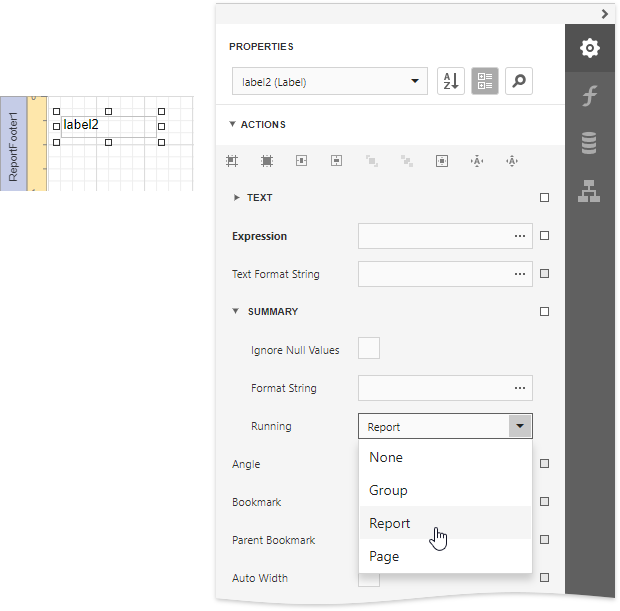 PROPERTIES
label2 (Label)
A
Z
ReportFooter1
0
label2
ACTIONS
A
A
TEXT
Expression
...
Text Format String
...
SUMMARY
Ignore Null Values
Format String
...
Running
Report
None
Angle
Group
Bookmark
Report
Parent Bookmark
Page
Auto Width